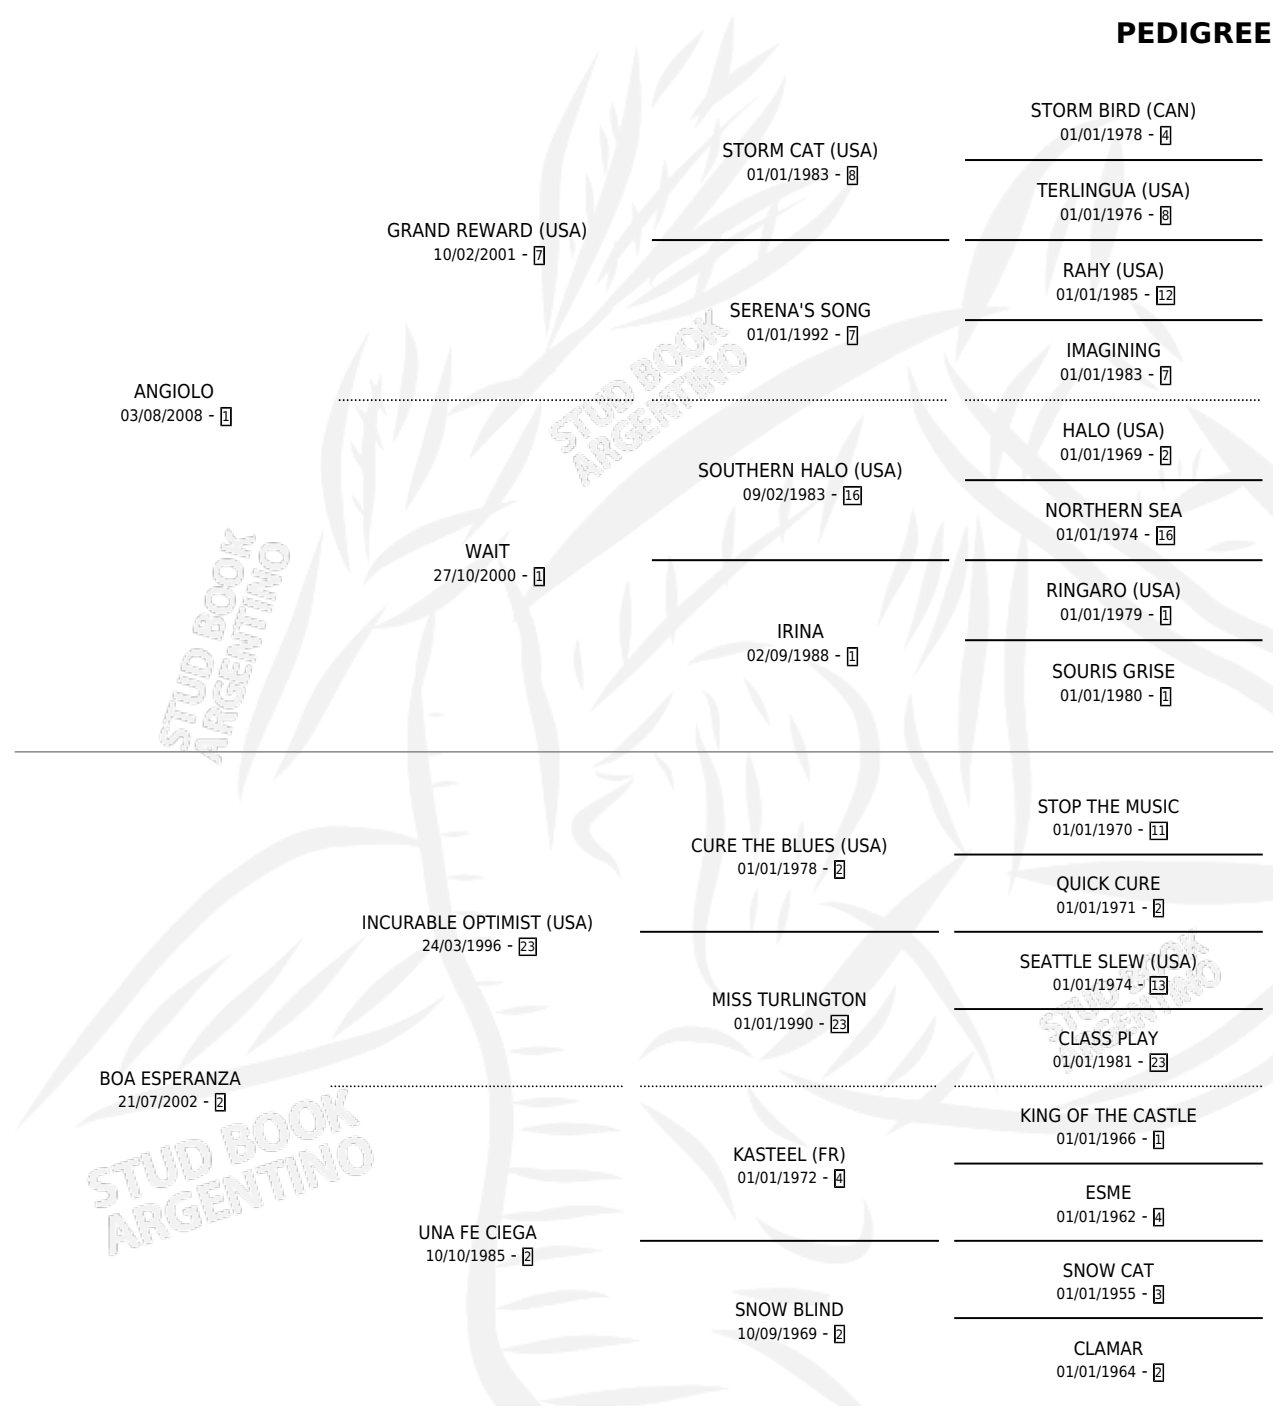 PEDIGREE
STORM BIRD (CAN)
01/01/1978 - 4
STORM CAT (USA)
01/01/1983 - 8
TERLINGUA (USA)
01/01/1976 - 8
GRAND REWARD (USA)
10/02/2001 - 7
RAHY (USA)
01/01/1985 - 12
SERENA'S SONG
01/01/1992 - 7
IMAGINING
01/01/1983 - 7
STUD BOOK
ARGENTINO
ANGIOLO
03/08/2008 - 1
HALO (USA)
01/01/1969 - 2
SOUTHERN HALO (USA)
09/02/1983 - 16
NORTHERN SEA
01/01/1974 - 16
WAIT
27/10/2000 - 1
RINGARO (USA)
01/01/1979 - 1
IRINA
02/09/1988 - 1
SOURIS GRISE
01/01/1980 - 1
STUD BOOK
ARGENTINO
STOP THE MUSIC
01/01/1970 - 11
CURE THE BLUES (USA)
01/01/1978 - 2
QUICK CURE
01/01/1971 - 2
INCURABLE OPTIMIST (USA)
24/03/1996 - 23
SEATTLE SLEW (USA)
01/01/1974 - 13
MISS TURLINGTON
01/01/1990 - 23
CLASS PLAY
01/01/1981 - 23
STUD BOOK
ARGENTINO
BOA ESPERANZA
21/07/2002 - 2
KING OF THE CASTLE
01/01/1966 - 1
KASTEEL (FR)
01/01/1972 - 4
ESME
01/01/1962 - 4
UNA FE CIEGA
10/10/1985 - 2
SNOW CAT
01/01/1955 - 3
SNOW BLIND
10/09/1969 - 2
CLAMAR
01/01/1964 - 2
STUD BOOK
ARGENTINO